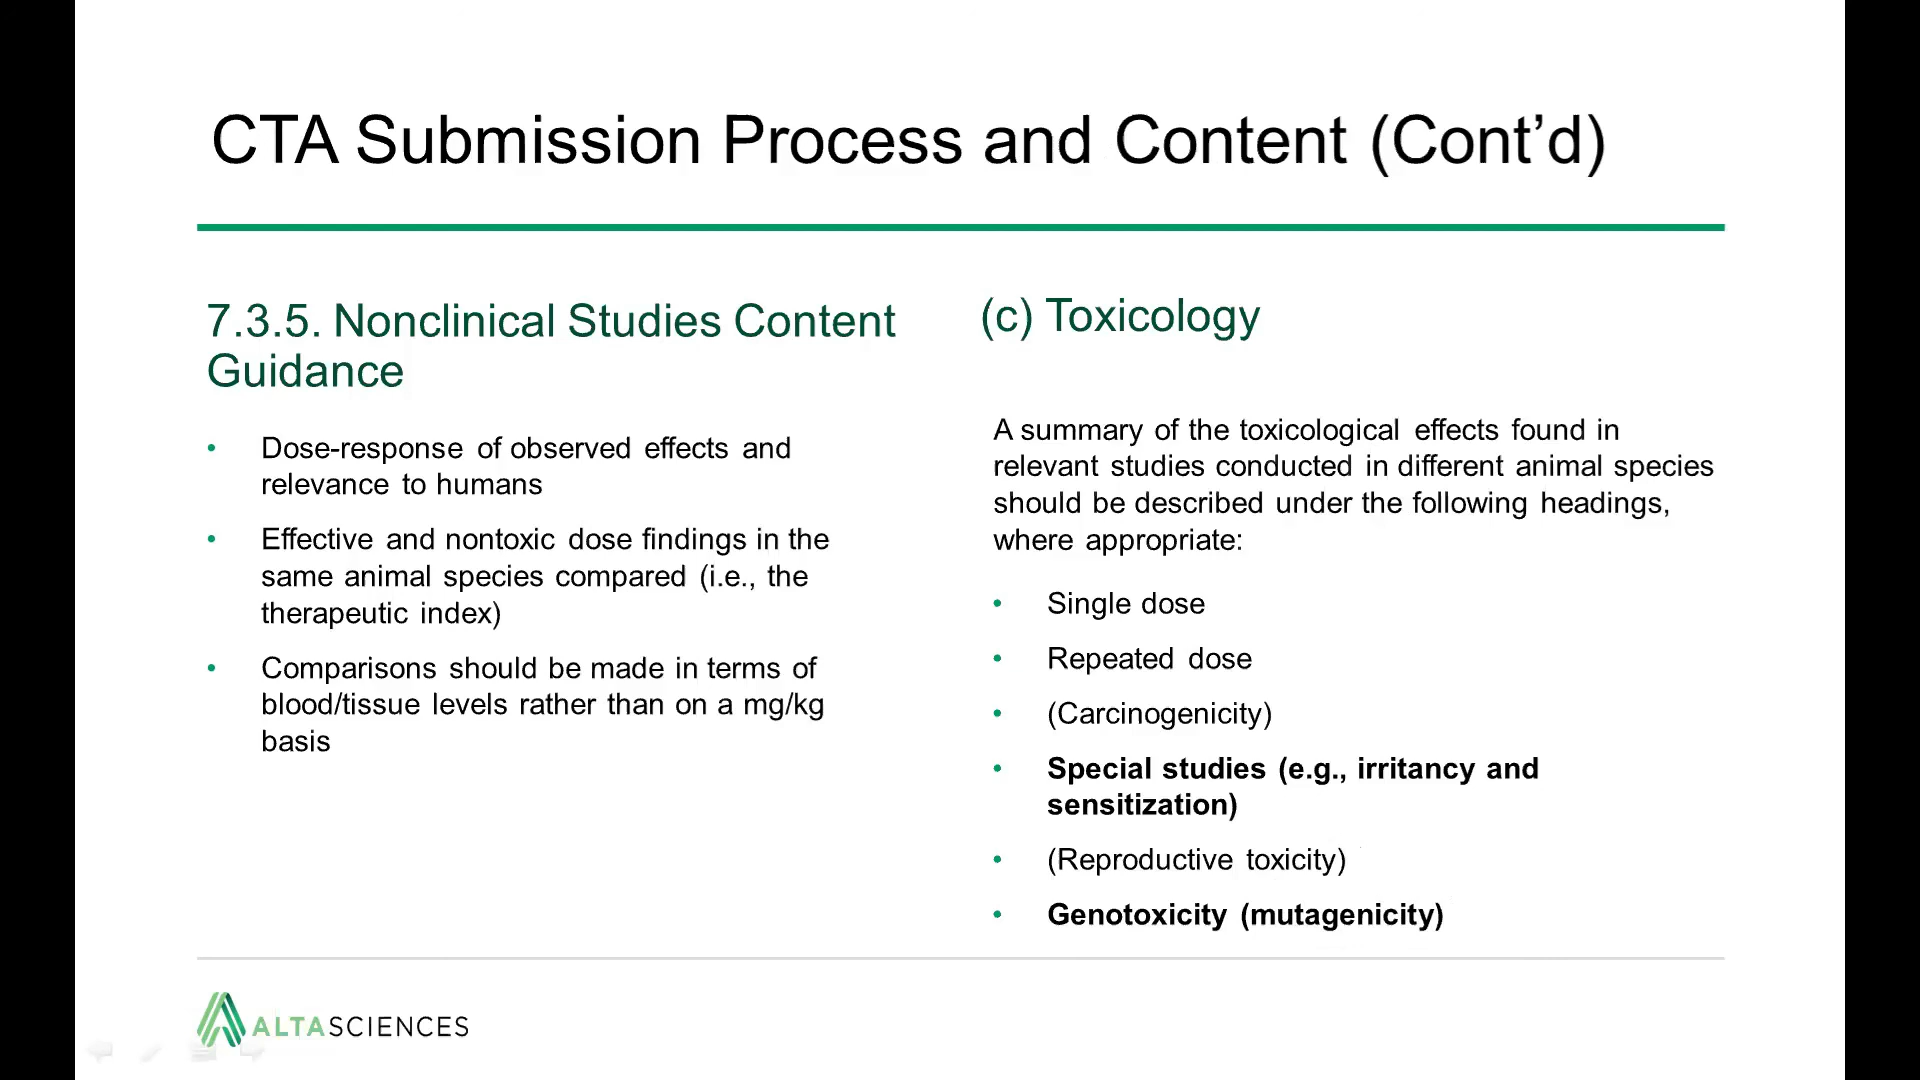 CTA Submission Process and Content (Cont’d)
7.3.5. Nonclinical Studies Content
Guidance
• Dose-response of observed effects and
relevance to humans
• Effective and nontoxic dose findings in the
same animal species compared (i.e., the
therapeutic index)
• Comparisons should be made in terms of
blood/tissue levels rather than on a mg/kg
basis
(c) Toxicology
A summary of the toxicological effects found in
relevant studies conducted in different animal species
should be described under the following headings,
where appropriate:
• Single dose
• Repeated dose
• (Carcinogenicity)
• Special studies (e.g., irritancy and
sensitization)
• (Reproductive toxicity)
• Genotoxicity (mutagenicity)
ALTASCIENCES